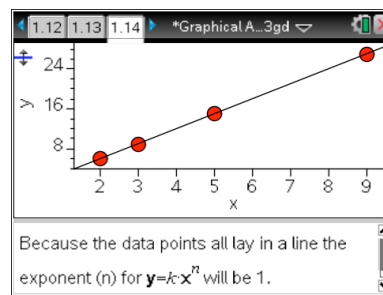 1.12 1.13 1.14 *Graphical A...3gd
24
y 16
8
2 3 4 5 6 7 8 9
x
Because the data points all lay in a line the
exponent (n) for y=k·xⁿ will be 1.